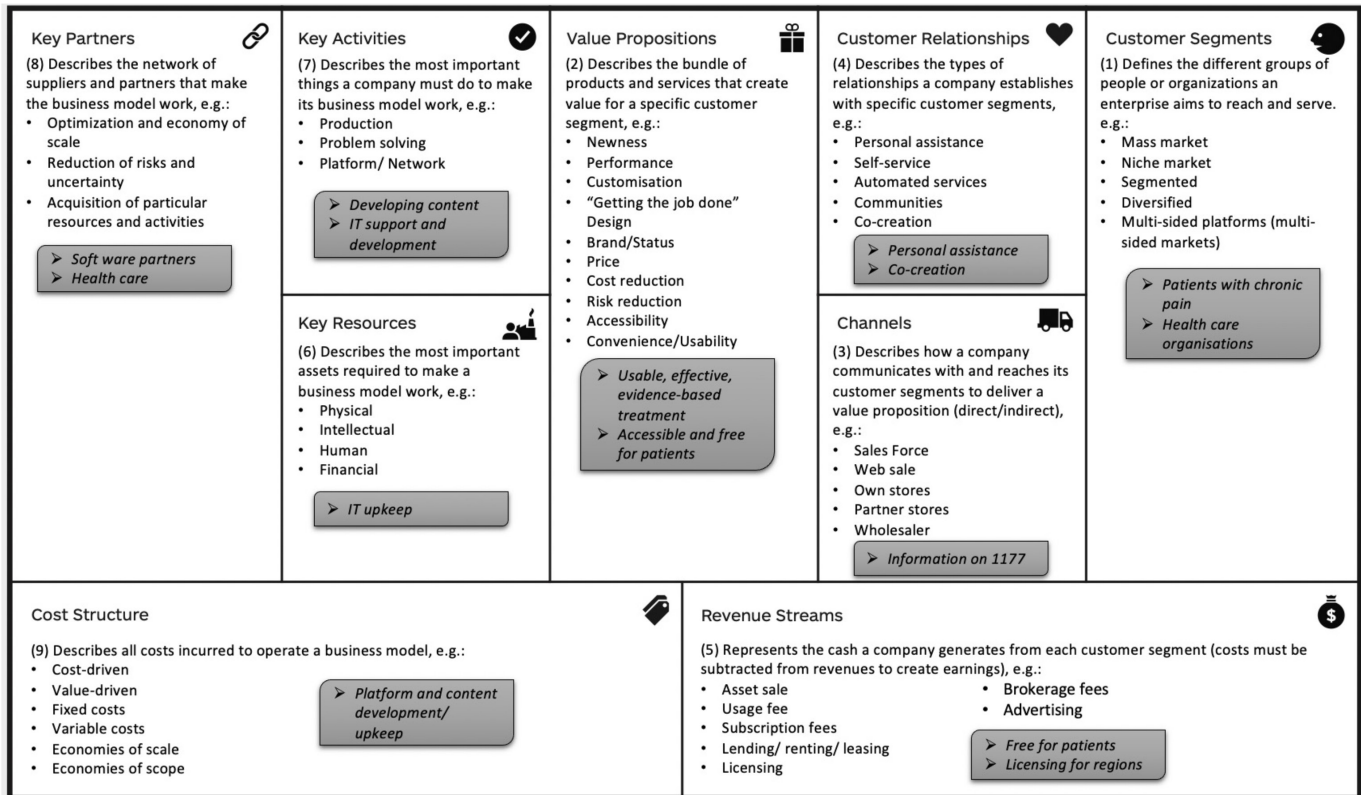 Key Partners
(8) Describes the network of
suppliers and partners that make
the business model work, e.g.:
• Optimization and economy of
scale
• Reduction of risks and
uncertainty
• Acquisition of particular
resources and activities
➢ Soft ware partners
➢ Health care
Key Activities
(7) Describes the most important
things a company must do to make
its business model work, e.g.:
• Production
• Problem solving
• Platform/ Network
➢ Developing content
➢ IT support and
development
Key Resources
(6) Describes the most important
assets required to make a
business model work, e.g.:
• Physical
• Intellectual
• Human
• Financial
➢ IT upkeep
Value Propositions
(2) Describes the bundle of
products and services that create
value for a specific customer
segment, e.g.:
• Newness
• Performance
• Customisation
• “Getting the job done”
Design
• Brand/Status
• Price
• Cost reduction
• Risk reduction
• Accessibility
• Convenience/Usability
➢ Usable, effective,
evidence-based
treatment
➢ Accessible and free
for patients
Customer Relationships
(4) Describes the types of
relationships a company establishes
with specific customer segments,
e.g.:
• Personal assistance
• Self-service
• Automated services
• Communities
• Co-creation
➢ Personal assistance
➢ Co-creation
Channels
(3) Describes how a company
communicates with and reaches its
customer segments to deliver a
value proposition (direct/indirect),
e.g.:
• Sales Force
• Web sale
• Own stores
• Partner stores
• Wholesaler
➢ Information on 1177
Customer Segments
(1) Defines the different groups of
people or organizations an
enterprise aims to reach and serve.
e.g.:
• Mass market
• Niche market
• Segmented
• Diversified
• Multi-sided platforms (multi-
sided markets)
➢ Patients with chronic
pain
➢ Health care
organisations
Cost Structure
(9) Describes all costs incurred to operate a business model, e.g.:
• Cost-driven
• Value-driven
• Fixed costs
• Variable costs
• Economies of scale
• Economies of scope
➢ Platform and content
development/
upkeep
Revenue Streams
$
(5) Represents the cash a company generates from each customer segment (costs must be
subtracted from revenues to create earnings), e.g.:
• Asset sale
• Usage fee
• Subscription fees
• Lending/ renting/ leasing
• Licensing
• Brokerage fees
• Advertising
➢ Free for patients
➢ Licensing for regions